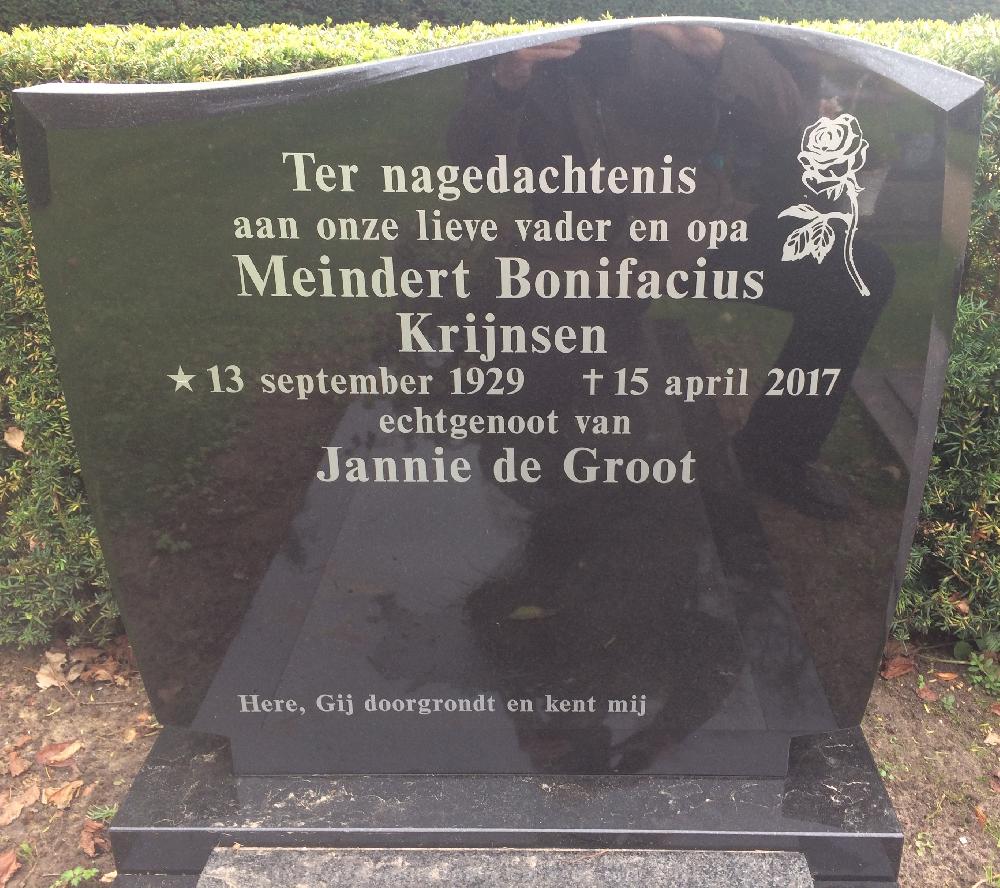 Ter nagedachtenis
aan onze lieve vader en opa
Meindert Bonifacius
Krijnsen
★ 13 september 1929 † 15 april 2017
echtgenoot van
Jannie de Groot
Here, Gij doorgrondt en kent mij